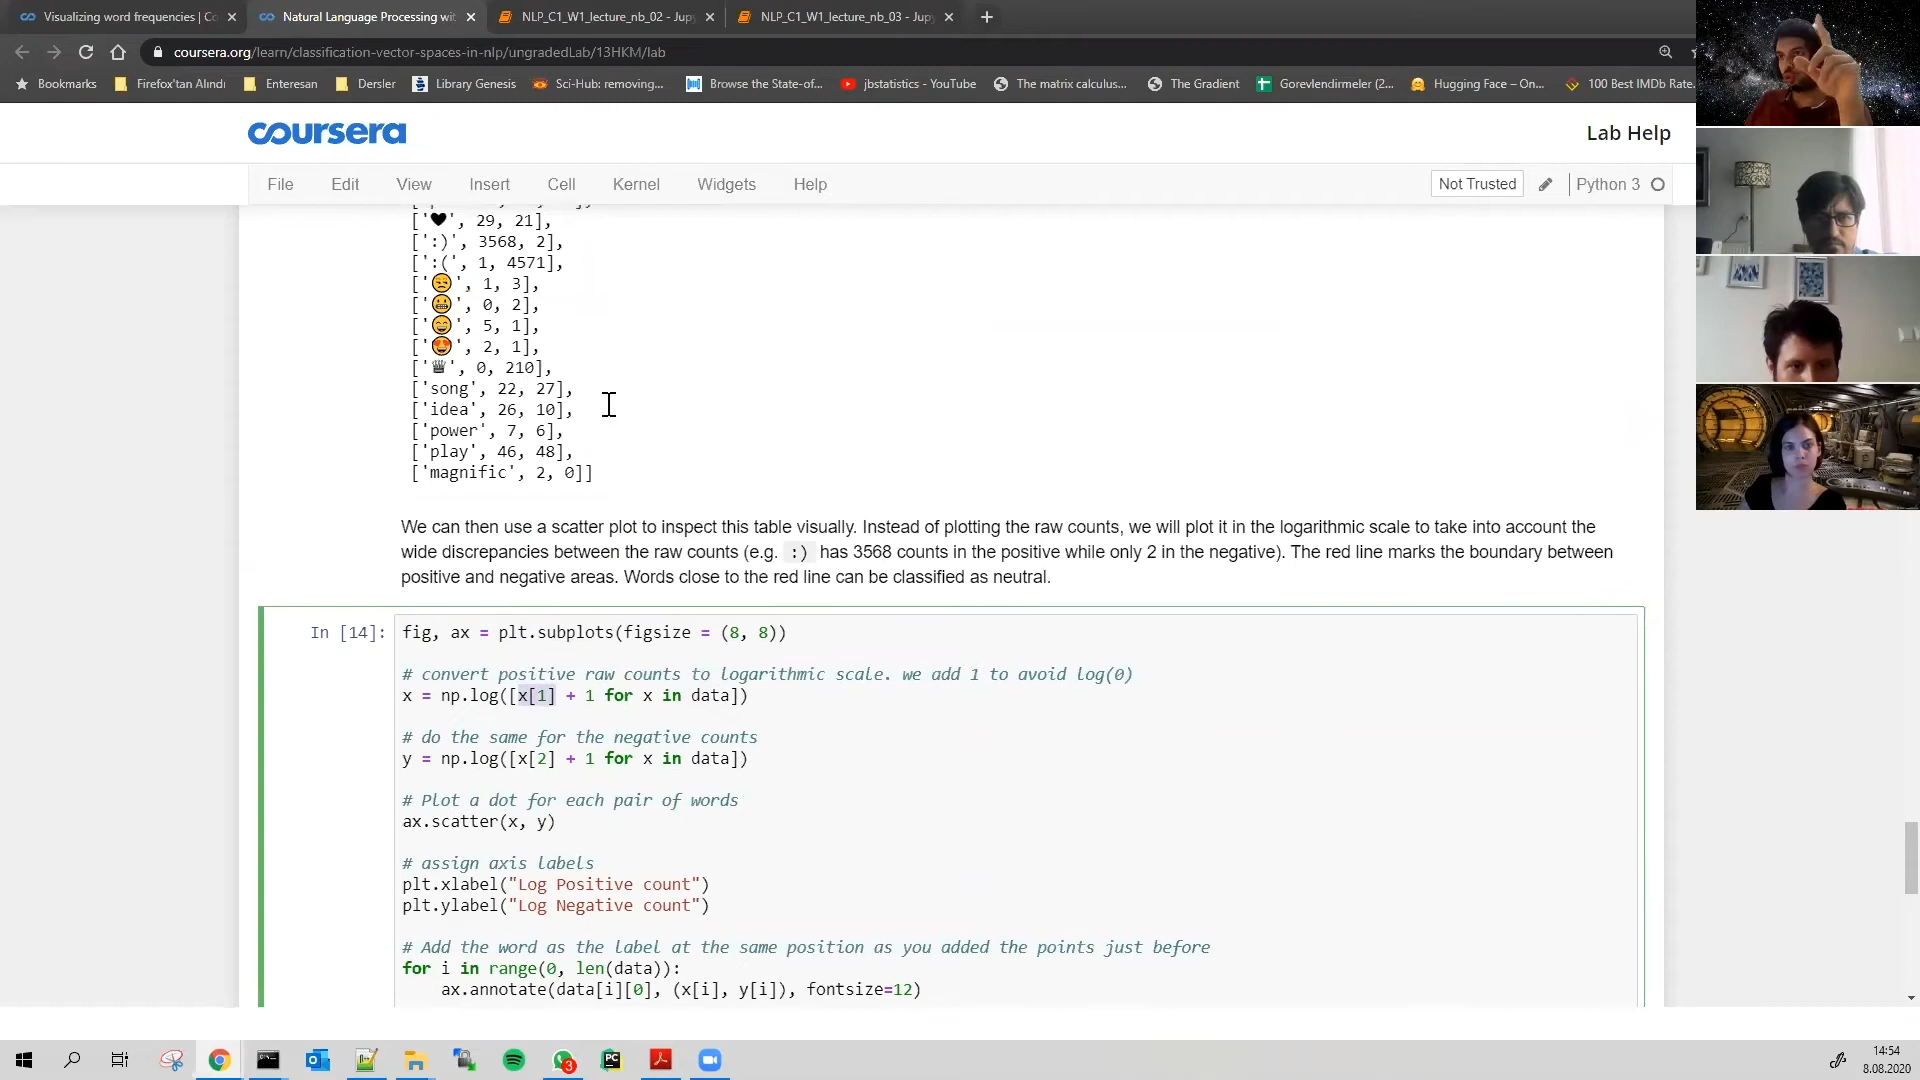 Visualizing word frequencies | Co
Natural Language Processing wit
NLP_C1_W1_lecture_nb_02 - Jupy
NLP_C1_W1_lecture_nb_03 - Jupy
coursera.org/learn/classification-vector-spaces-in-nlp/ungradedLab/13HKM/lab
Bookmarks
Firefox'tan Alındı
Enteresan
Dersler
Library Genesis
Sci-Hub: removing...
Browse the State-of...
jbstatistics - YouTube
The matrix calculus...
The Gradient
Gorevlendirmeler (2...
Hugging Face – On...
100 Best IMDb Rate.
coursera
Lab Help
File Edit View Insert Cell Kernel Widgets Help
Not Trusted
Python 3
['🖤', 29, 21],
[':)', 3568, 2],
[':(', 1, 4571],
['😒', 1, 3],
['😬', 0, 2],
['😄', 5, 1],
['😍', 2, 1],
['♛', 0, 210],
['song', 22, 27],
['idea', 26, 10],
['power', 7, 6],
['play', 46, 48],
['magnific', 2, 0]]
We can then use a scatter plot to inspect this table visually. Instead of plotting the raw counts, we will plot it in the logarithmic scale to take into account the
wide discrepancies between the raw counts (e.g. :) has 3568 counts in the positive while only 2 in the negative). The red line marks the boundary between
positive and negative areas. Words close to the red line can be classified as neutral.
In [14]: fig, ax = plt.subplots(figsize = (8, 8))
# convert positive raw counts to logarithmic scale. we add 1 to avoid log(0)
x = np.log([x[1] + 1 for x in data])
# do the same for the negative counts
y = np.log([x[2] + 1 for x in data])
# Plot a dot for each pair of words
ax.scatter(x, y)
# assign axis labels
plt.xlabel("Log Positive count")
plt.ylabel("Log Negative count")
# Add the word as the label at the same position as you added the points just before
for i in range(0, len(data)):
    ax.annotate(data[i][0], (x[i], y[i]), fontsize=12)
3
PC
14:54
8.08.2020